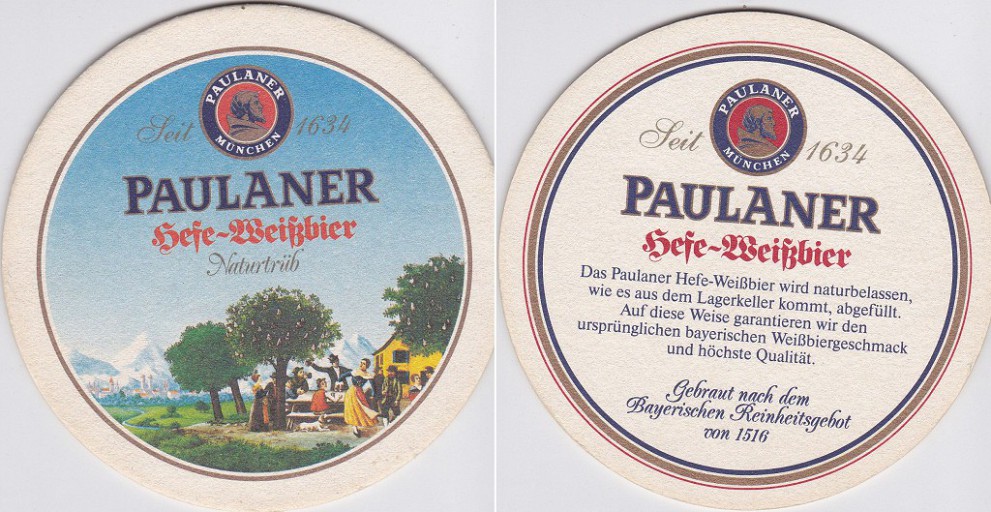 PAULANER
MÜNCHEN
Seit 1634
PAULANER
Hefe-Weißbier
Naturtrüb
PAULANER
MÜNCHEN
Seit 1634
PAULANER
Hefe-Weißbier
Das Paulaner Hefe-Weißbier wird naturbelassen,
wie es aus dem Lagerkeller kommt, abgefüllt.
Auf diese Weise garantieren wir den
ursprünglichen bayerischen Weißbiergeschmack
und höchste Qualität.
Gebraut nach dem
Bayerischen Reinheitsgebot
von 1516